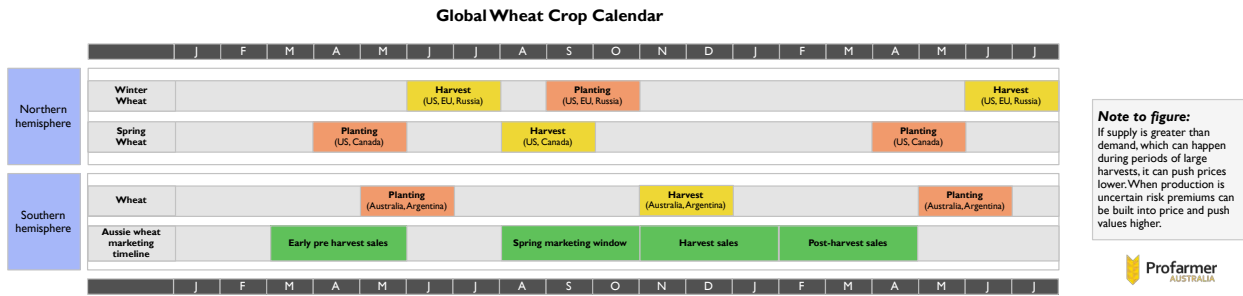 Global Wheat Crop Calendar
J F M A M J J A S O N D J F M A M J J
Northern
hemisphere
Winter
Wheat
Harvest
(US, EU, Russia)
Planting
(US, EU, Russia)
Harvest
(US, EU, Russia)
Spring
Wheat
Planting
(US, Canada)
Harvest
(US, Canada)
Planting
(US, Canada)
Southern
hemisphere
Wheat
Planting
(Australia, Argentina)
Harvest
(Australia, Argentina)
Planting
(Australia, Argentina)
Aussie wheat
marketing
timeline
Early pre harvest sales
Spring marketing window
Harvest sales
Post-harvest sales
J F M A M J J A S O N D J F M A M J J
Note to figure:
If supply is greater than
demand, which can happen
during periods of large
harvests, it can push prices
lower. When production is
uncertain risk premiums can
be built into price and push
values higher.
Profarmer
AUSTRALIA